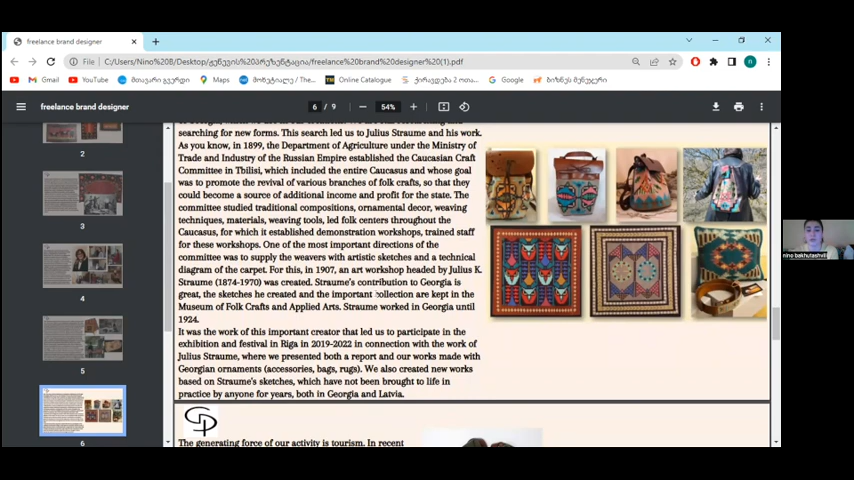 freelance brand designer
File
C:/Users/Nino%20B/Desktop/ჟენევის%20პრეზენტაცია/freelance%20brand%20designer%20(1).pdf
n
Gmail
YouTube
მთავარი გვერდი
Maps
Online Catalogue
Google
ბიზნეს მენეჯერი
freelance brand designer
6 / 9
54%
searching for new forms. This search led us to Julius Straume and his work.
As you know, in 1899, the Department of Agriculture under the Ministry of
Trade and Industry of the Russian Empire established the Caucasian Craft
Committee in Tbilisi, which included the entire Caucasus and whose goal
was to promote the revival of various branches of folk crafts, so that they
could become a source of additional income and profit for the state. The
committee studied traditional compositions, ornamental decor, weaving
techniques, materials, weaving tools, led folk centers throughout the
Caucasus, for which it established demonstration workshops, trained staff
for these workshops. One of the most important directions of the
committee was to supply the weavers with artistic sketches and a technical
diagram of the carpet. For this, in 1907, an art workshop headed by Julius K.
Straume (1874-1970) was created. Straume's contribution to Georgia is
great, the sketches he created and the important collection are kept in the
Museum of Folk Crafts and Applied Arts. Straume worked in Georgia until
1924.
It was the work of this important creator that led us to participate in the
exhibition and festival in Riga in 2019-2022 in connection with the work of
Julius Straume, where we presented both a report and our works made with
Georgian ornaments (accessories, bags, rugs). We also created new works
based on Straume's sketches, which have not been brought to life in
practice by anyone for years, both in Georgia and Latvia.
The generating force of our activity is tourism. In recent
2
3
4
5
6
nino bakhutashvili